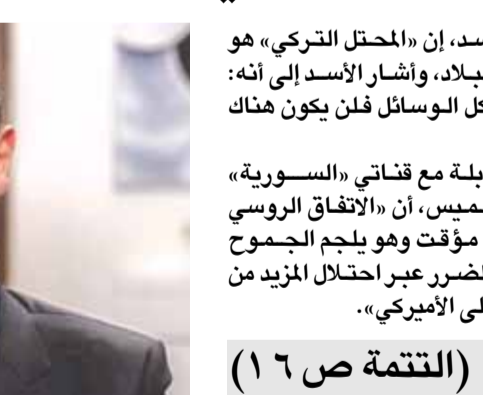 سد، إن «المحتل التركي» هو
بلاد، وأشار الأسد إلى أنه:
كل الوسائل فلن يكون هناك
بلة مع قناتي «السورية»
ميس، أن «الاتفاق الروسي
مؤقت وهو يلجم الجموح
لضرر عبر احتلال المزيد من
لى الأميركي».
(التتمة ص ١٦)